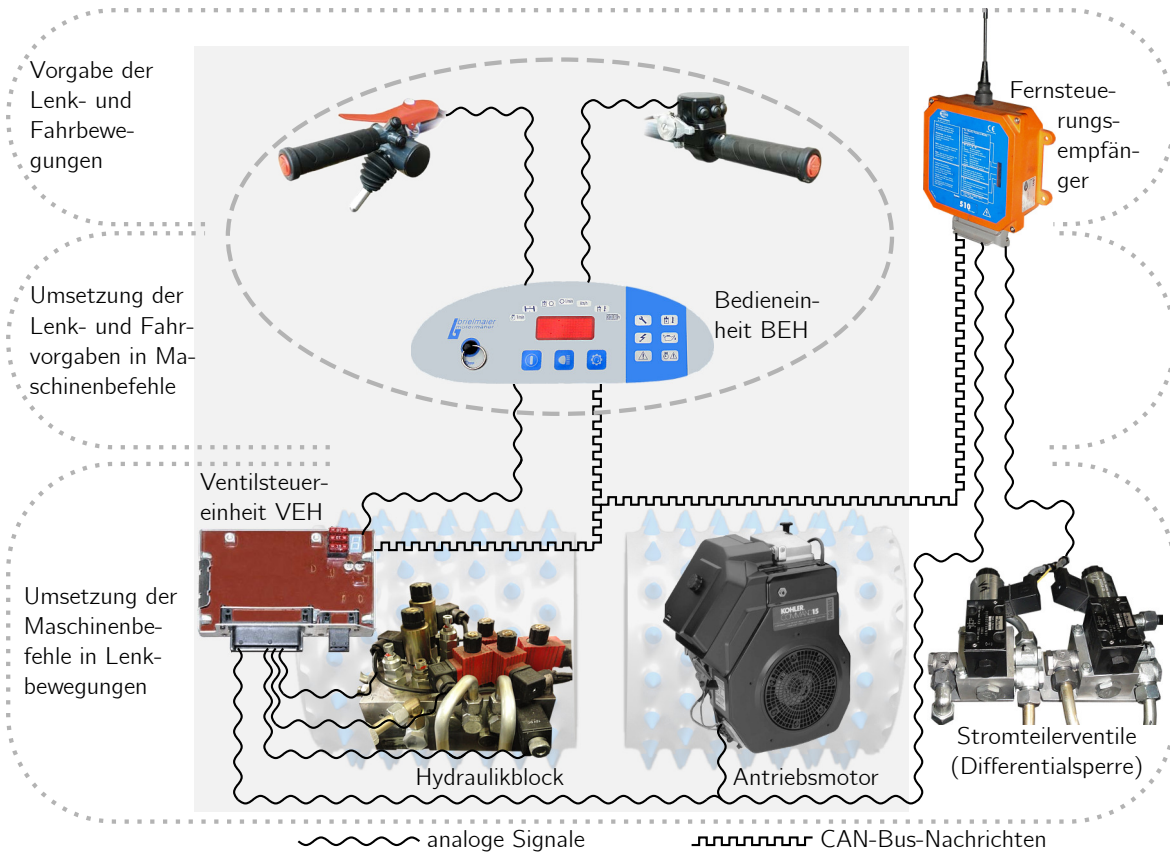 Vorgabe der
Lenk- und
Fahrbewe-
gungen
Fernsteue-
rungs-
empfän-
ger
S10
Umsetzung der
Lenk- und Fahr-
vorgaben in Ma-
schinenbefehle
Bedienein-
heit BEH
Ventilsteuer-
einheit VEH
Umsetzung der
Maschinenbe-
fehle in Lenk-
bewegungen
KOHLER
Hydraulikblock
Antriebsmotor
Stromteilerventile
(Differentialsperre)
analoge Signale
CAN-Bus-Nachrichten